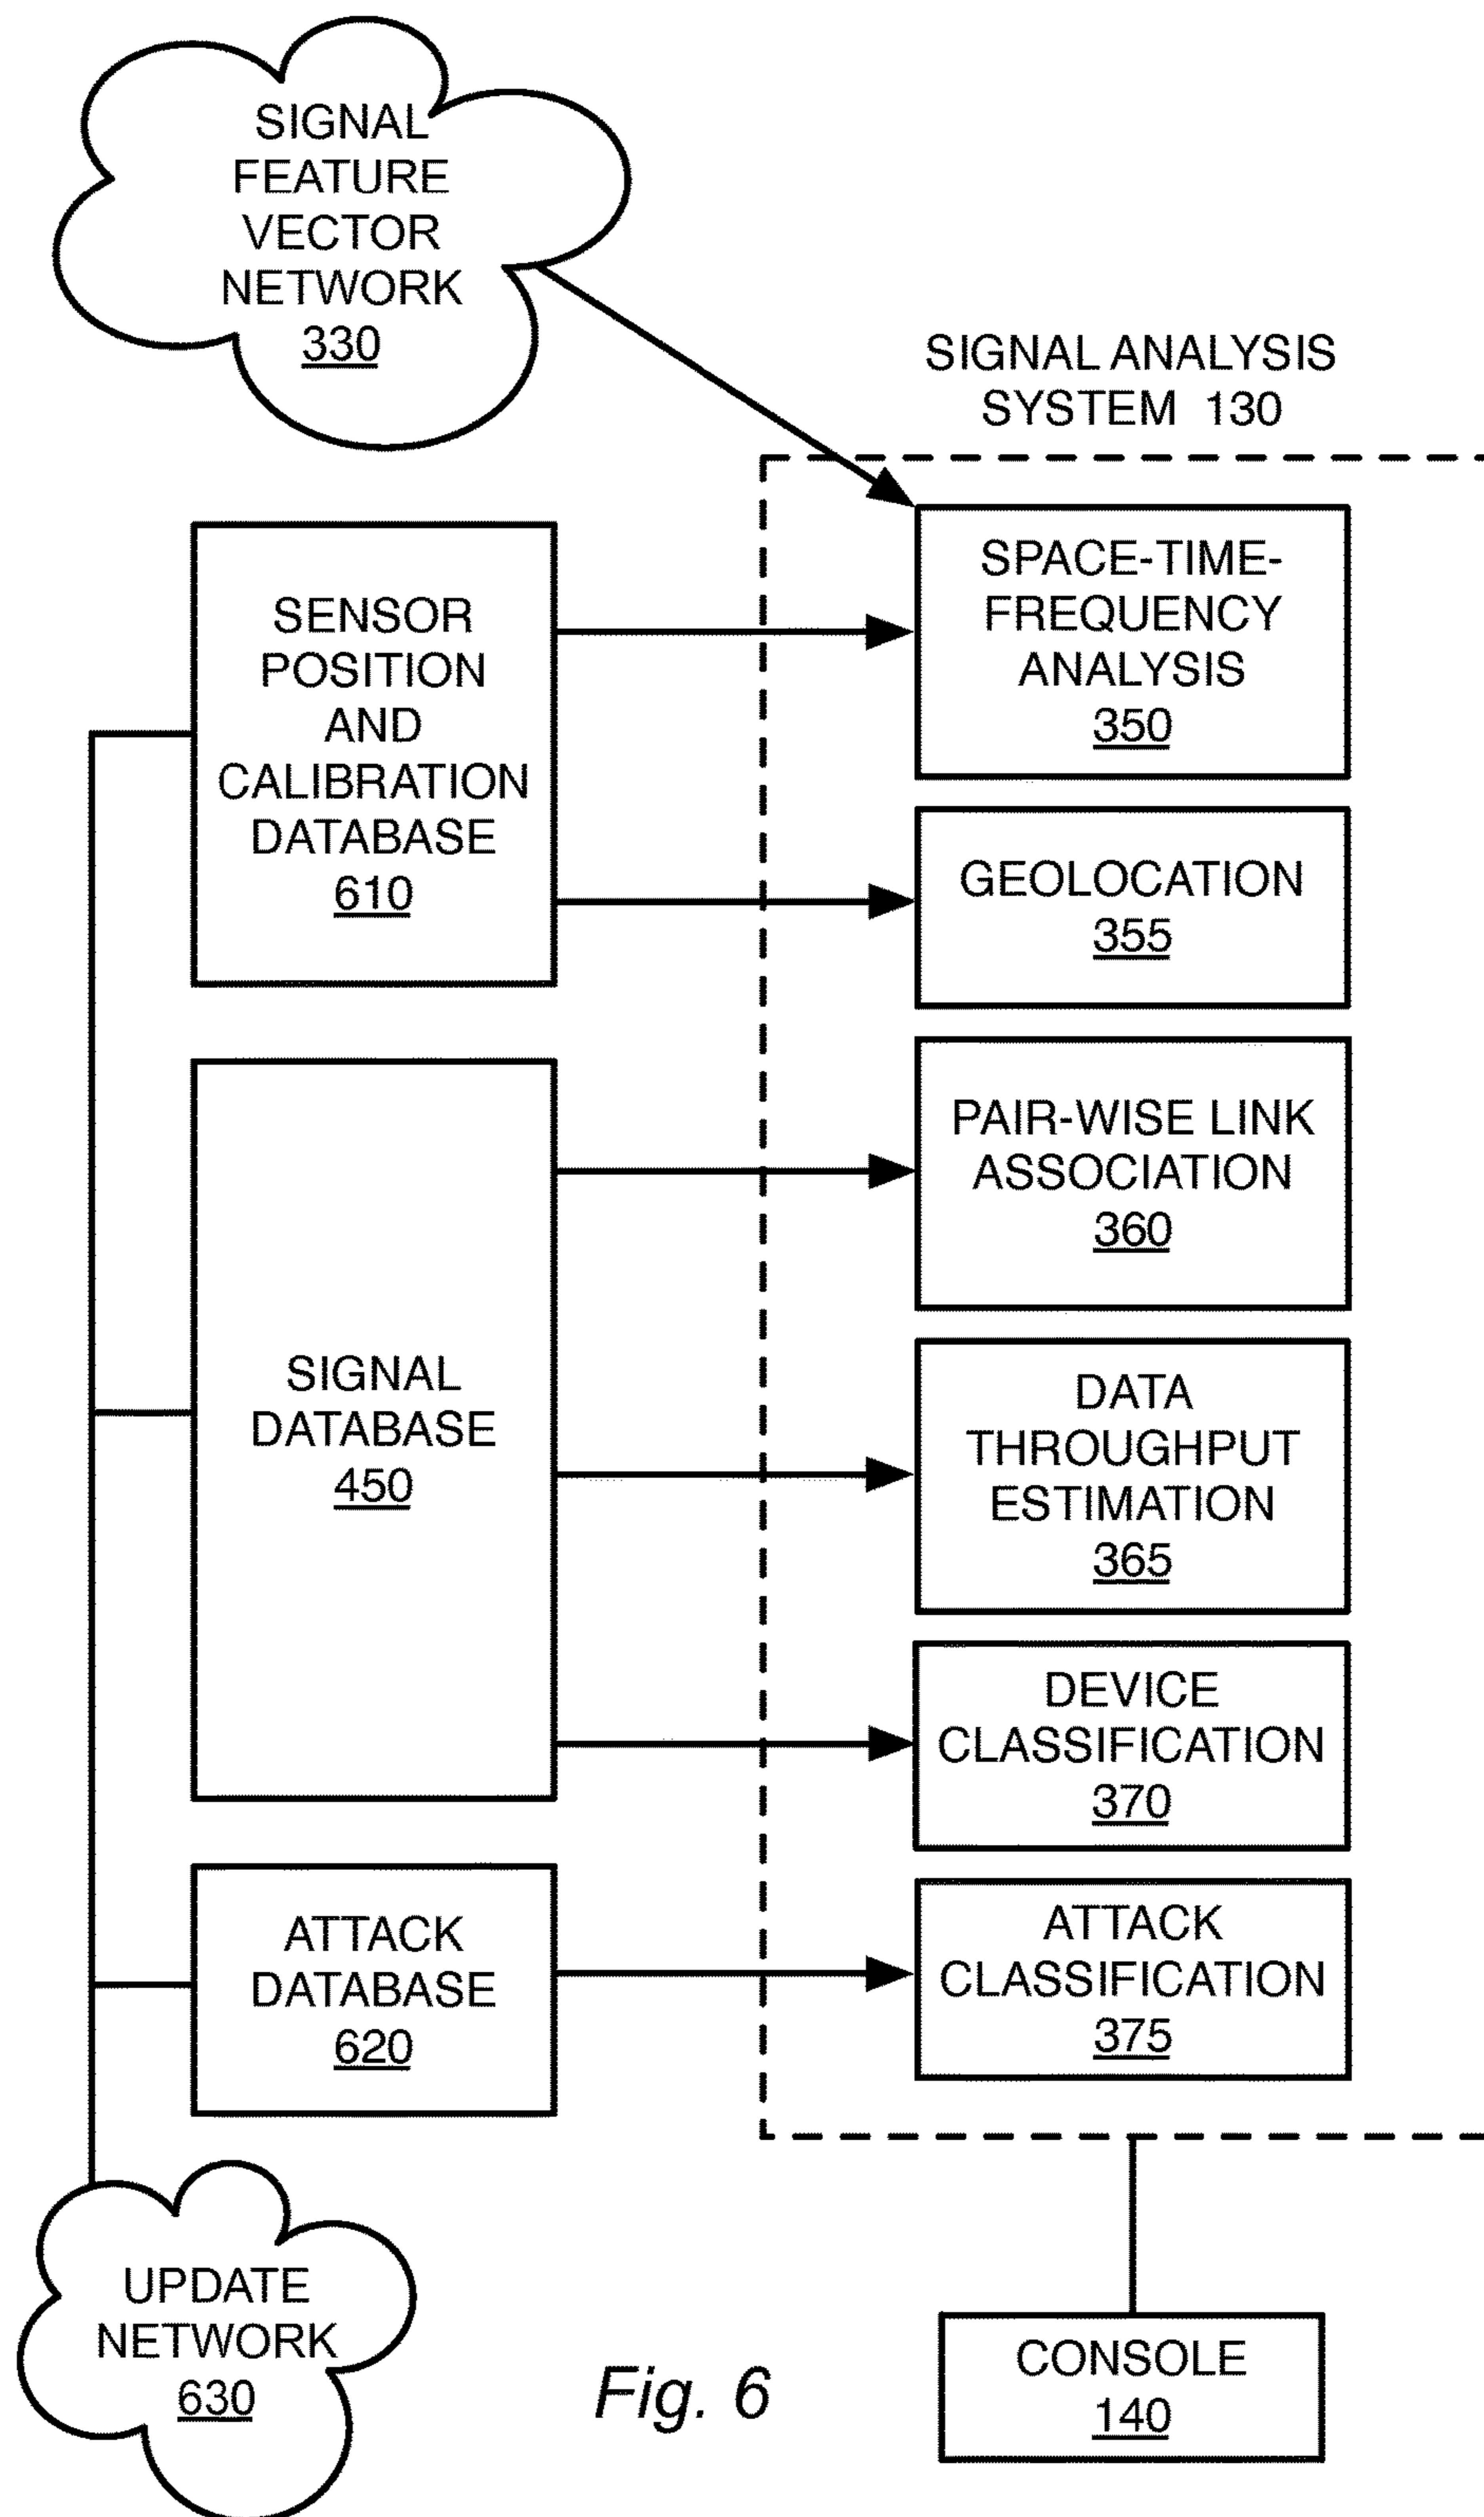 SIGNAL
FEATURE
VECTOR
NETWORK
330
SIGNAL ANALYSIS
SYSTEM 130
SENSOR
POSITION
AND
CALIBRATION
DATABASE
610
SPACE-TIME-
FREQUENCY
ANALYSIS
350
GEOLOCATION
355
SIGNAL
DATABASE
450
PAIR-WISE LINK
ASSOCIATION
360
DATA
THROUGHPUT
ESTIMATION
365
DEVICE
CLASSIFICATION
370
ATTACK
DATABASE
620
ATTACK
CLASSIFICATION
375
UPDATE
NETWORK
630
Fig. 6
CONSOLE
140